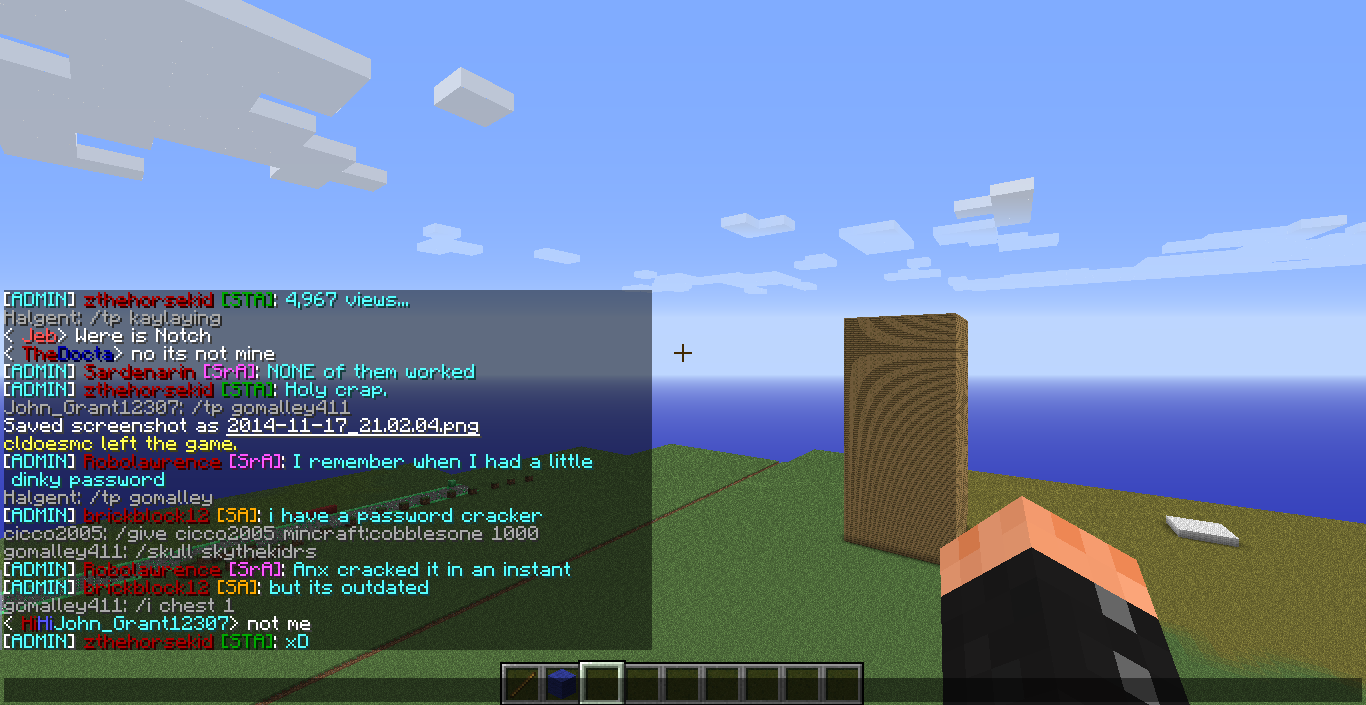 [ADMIN] zthehorsekid [STA]: 4,967 views...
Halgent: /tp kaylaying
< Jeb> Were is Notch
< TheDocta> no its not mine
[ADMIN] Sardenarin [SrA]: NONE of them worked
[ADMIN] zthehorsekid [STA]: Holy crap.
John_Grant12307: /tp gomalley411
Saved screenshot as 2014-11-17_21.02.04.png
cldoesmc left the game.
[ADMIN] Robolawrence [SrA]: I remember when I had a little
dinky password
Halgent: /tp gomalley
[ADMIN] brickblock12 [SA]: i have a password cracker
cicco2005: /give cicco2005 mincraft:cobblesone 1000
gomalley411: /skull skythekidrs
[ADMIN] Robolawrence [SrA]: Anx cracked it in an instant
[ADMIN] brickblock12 [SA]: but its outdated
gomalley411: /i chest 1
< HiHiJohn_Grant12307> not me
[ADMIN] zthehorsekid [STA]: xD